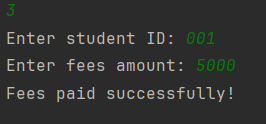 3
Enter student ID: 001
Enter fees amount: 5000
Fees paid successfully!